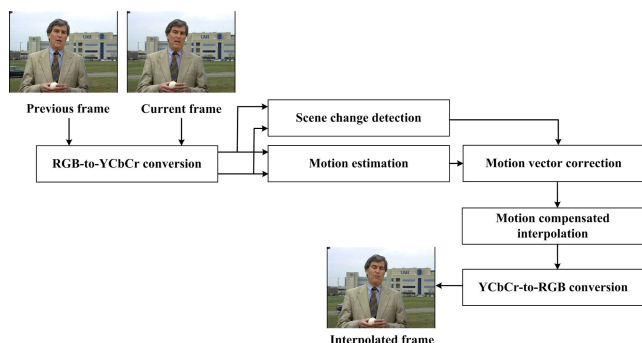 Previous frame
Current frame
Scene change detection
RGB-to-YCbCr conversion
Motion estimation
Motion vector correction
Motion compensated
interpolation
YCbCr-to-RGB conversion
Interpolated frame